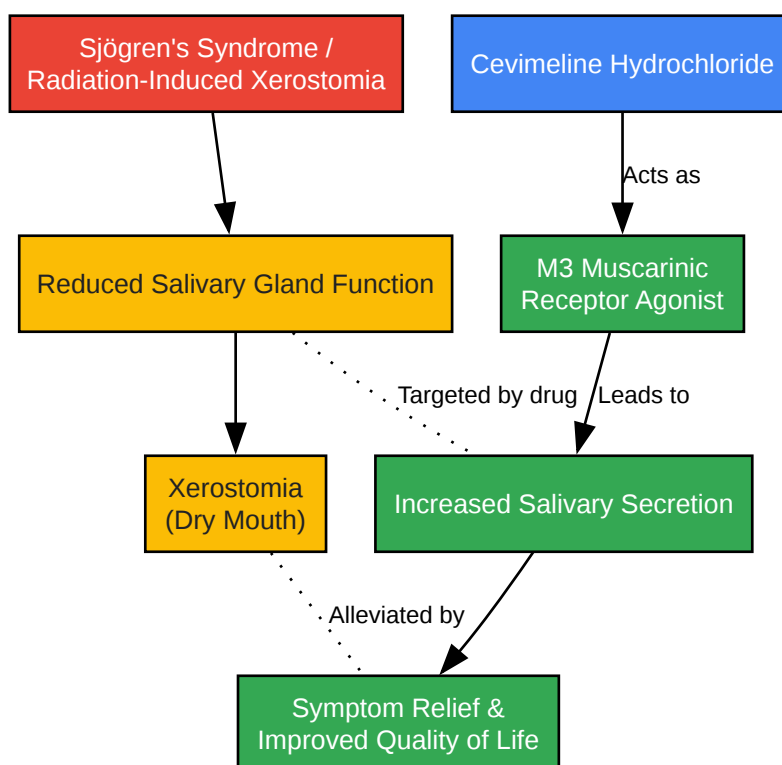 Sjögren's Syndrome /
Radiation-Induced Xerostomia
Cevimeline Hydrochloride
Acts as
Reduced Salivary Gland Function
M3 Muscarinic
Receptor Agonist
Targeted by drug
Leads to
Xerostomia
(Dry Mouth)
Increased Salivary Secretion
Alleviated by
Symptom Relief &
Improved Quality of Life